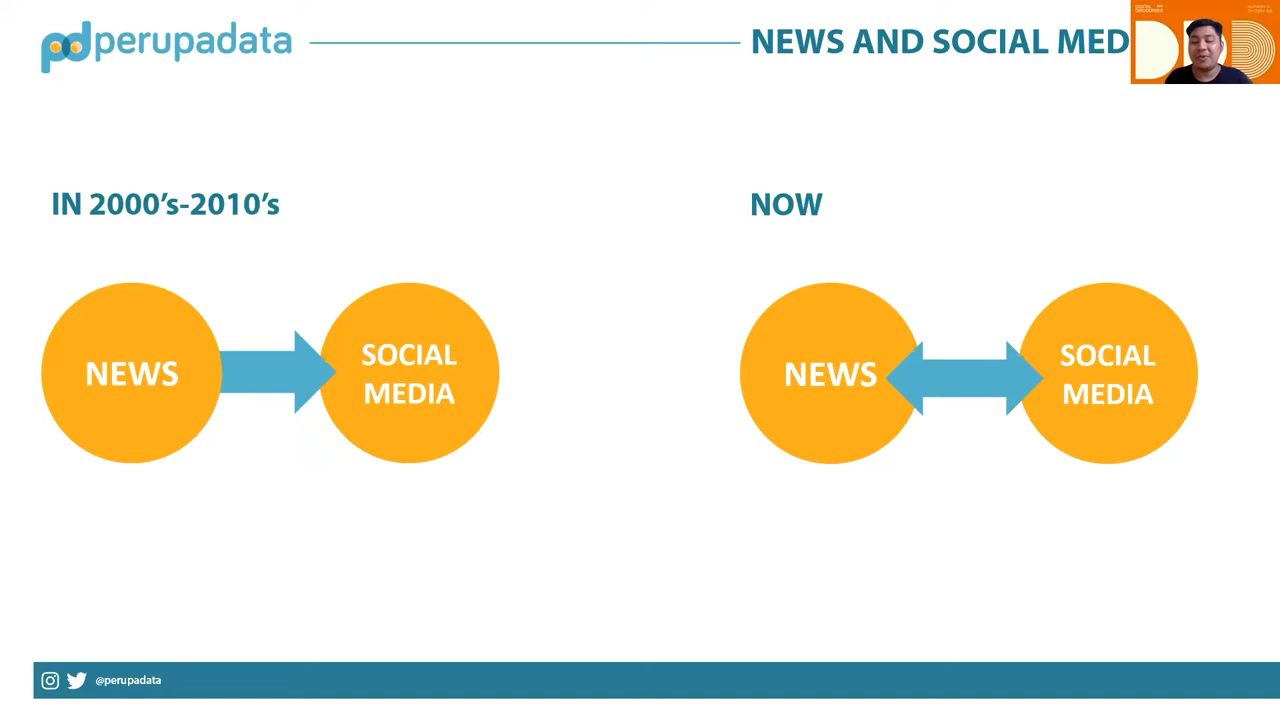 perupadata
NEWS AND SOCIAL MED
IN 2000's-2010's
NOW
NEWS
SOCIAL
MEDIA
NEWS
SOCIAL
MEDIA
@perupadata